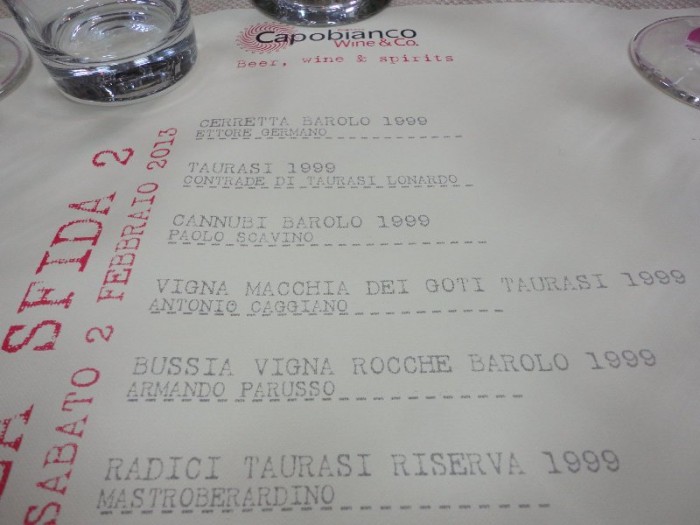 Capobianco
Wine & Co.
Beer, wine & spirits
CERRETTA BAROLO 1999
ETTORE GERMANO
TAURASI 1999
CONTRADE DI TAURASI LONARDO
CANNUBI BAROLO 1999
PAOLO SCAVINO
VIGNA MACCHIA DEI GOTI TAURASI 1999
ANTONIO CAGGIANO
BUSSIA VIGNA ROCCHE BAROLO 1999
ARMANDO PARUSSO
RADICI TAURASI RISERVA 1999
MASTROBERARDINO
SFIDA 2
SABATO 2 FEBBRAIO 2013